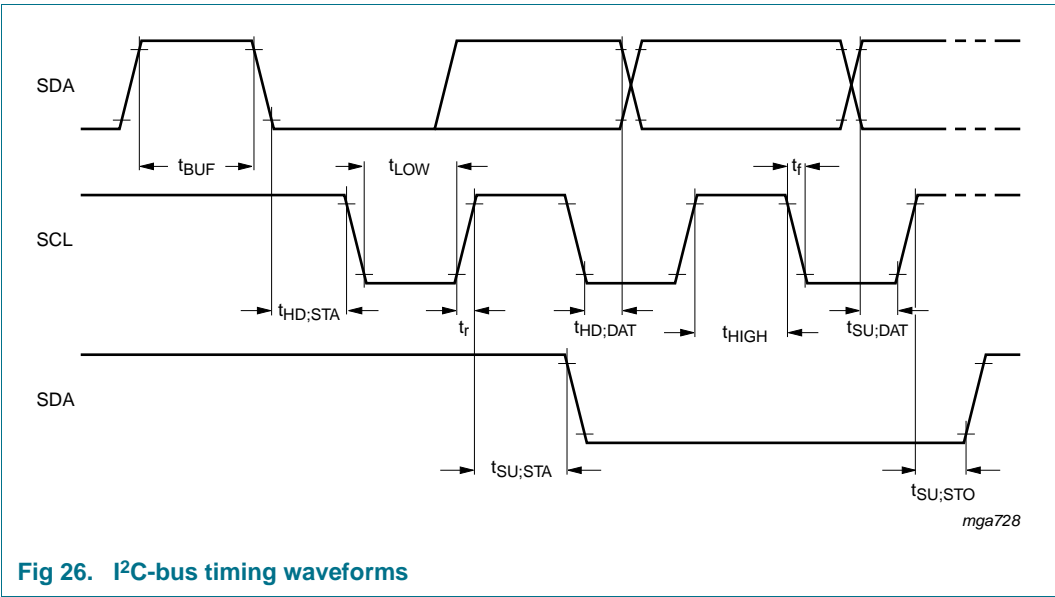 SDA
tBUF
tLOW
tf
SCL
tHD;STA
tr
tHD;DAT
tHIGH
tSU;DAT
SDA
tSU;STA
tSU;STO
mga728
Fig 26. I2C-bus timing waveforms